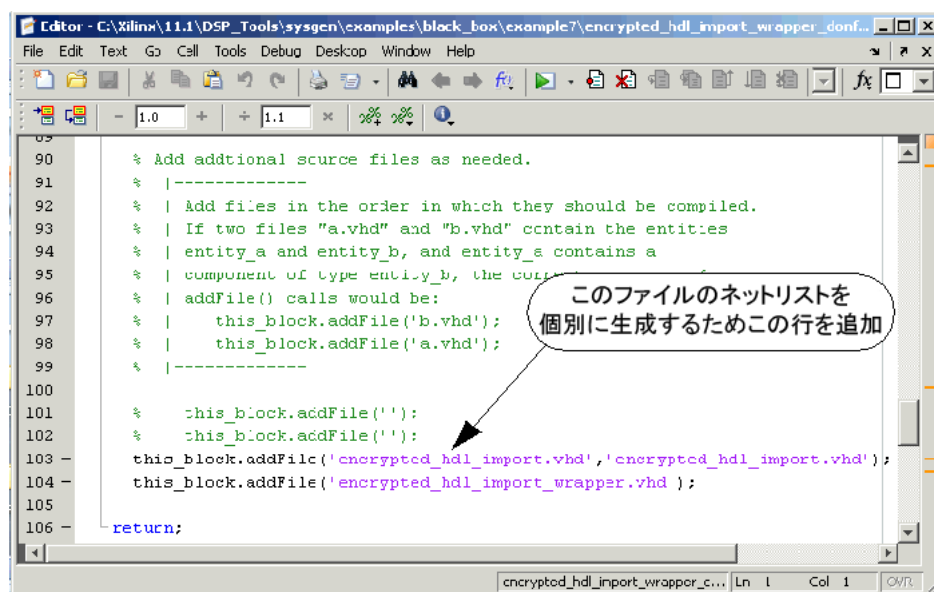 Editor - C:\Xilinx\11.1\DSP_Tools\sysgen\examples\black_box\example7\encrypted_hdl_import_wrapper_conf...
File Edit Text Go Cell Tools Debug Desktop Window Help
1.0 1.1
89
90 % Add addtional source files as needed.
91 % |-------------
92 % | Add files in the order in which they should be compiled.
93 % | If two files "a.vhd" and "b.vhd" contain the entities
94 % | entity_a and entity_b, and entity_a contains a
95 % | component of type entity_b, the
96 % | addFile() calls would be:
97 % | this_block.addFile('b.vhd');
98 % | this_block.addFile('a.vhd');
99 % |-------------
このファイルのネットリストを
個別に生成するためこの行を追加
100
101 % this_block.addFile('');
102 % this_block.addFile('');
103 - this_block.addFile('encrypted_hdl_import.vhd','encrypted_hdl_import.vhd');
104 - this_block.addFile('encrypted_hdl_import_wrapper.vhd );
105
106 - return;
encrypted_hdl_import_wrapper_c... Ln 1 Col 1 OVR